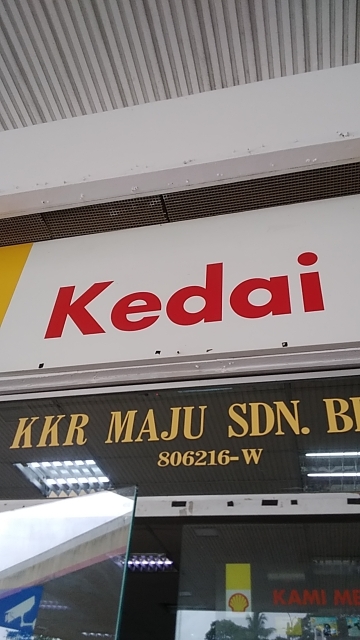 Kedai
KKR MAJU SDN. B
806216-W
KAMI ME